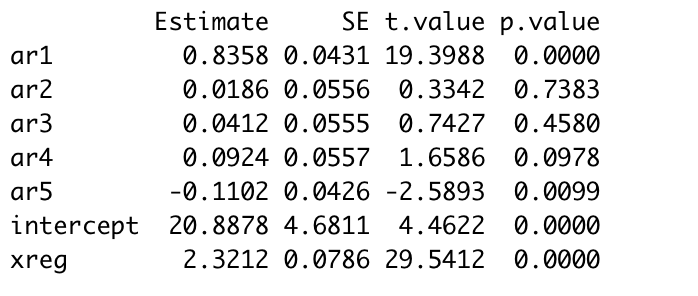 Estimate SE t.value p.value
ar1 0.8358 0.0431 19.3988 0.0000
ar2 0.0186 0.0556 0.3342 0.7383
ar3 0.0412 0.0555 0.7427 0.4580
ar4 0.0924 0.0557 1.6586 0.0978
ar5 -0.1102 0.0426 -2.5893 0.0099
intercept 20.8878 4.6811 4.4622 0.0000
xreg 2.3212 0.0786 29.5412 0.0000